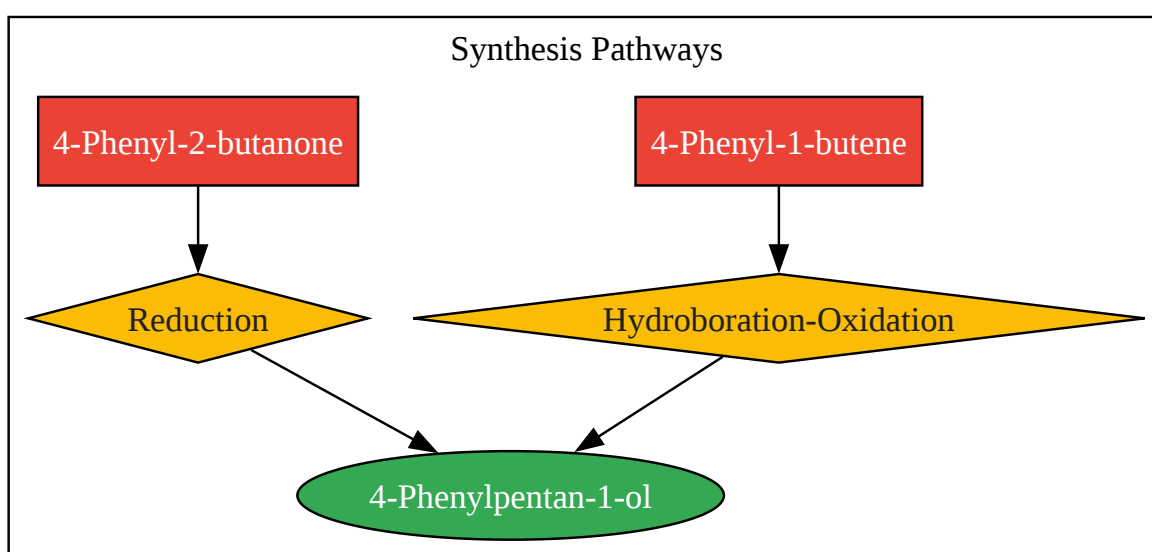 Synthesis Pathways
4-Phenyl-2-butanone
4-Phenyl-1-butene
Reduction
Hydroboration-Oxidation
4-Phenylpentan-1-ol